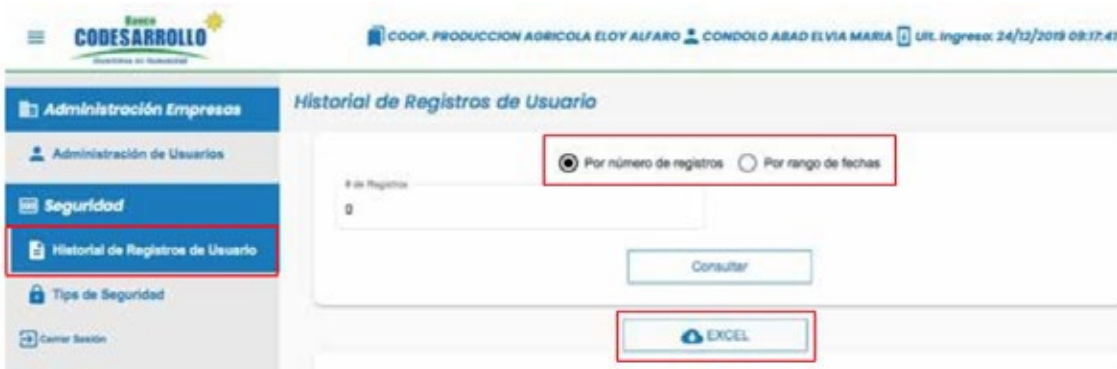 Banco
CODESARROLLO
COOP. PRODUCCION AGRICOLA ELOY ALFARO CONDOLO ABAD ELVIA MARIA Ult. Ingreso: 24/12/2019 09:17:41
Administración Empresas
Administración de Usuarios
Seguridad
Historial de Registros de Usuario
Tips de Seguridad
Cerrar Sesión
Historial de Registros de Usuario
Por número de registros Por rango de fechas
# de Registros
0
Consultar
EXCEL